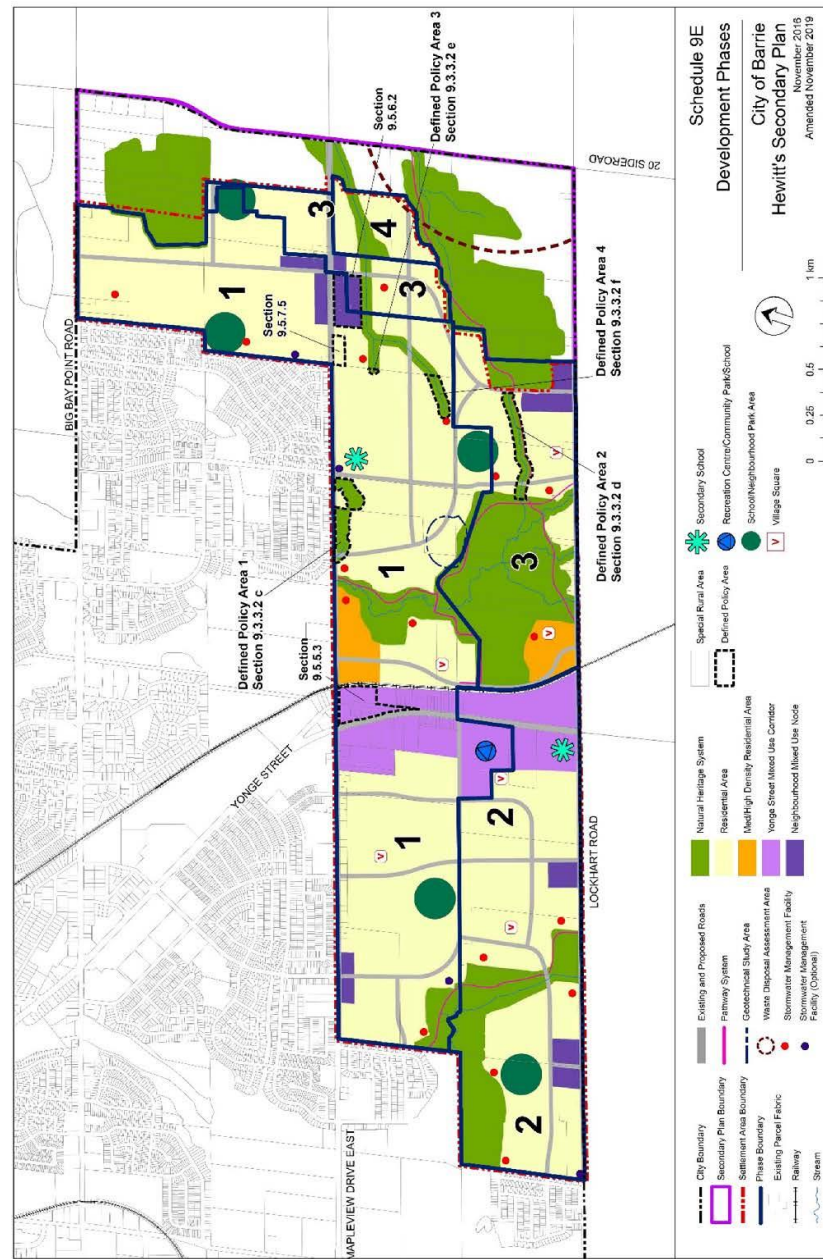 Schedule 9E
Development Phases
City of Barrie
Hewitt's Secondary Plan
November 2016
Amended November 2019
BIG BAY POINT ROAD
MAPLEVIEW DRIVE EAST
YONGE STREET
LOCKHART ROAD
20 SIDEROAD
Defined Policy Area 1
Section 9.3.3.2 c
Section
9.5.5.3
Section
9.5.7.5
Section
9.5.6.2
Defined Policy Area 3
Section 9.3.3.2 e
Defined Policy Area 4
Section 9.3.3.2 f
Defined Policy Area 2
Section 9.3.3.2 d
1
3
4
3
1
3
1
2
2
V
V
V
V
V
V
V
V
City Boundary
Secondary Plan Boundary
Settlement Area Boundary
Phase Boundary
Existing Parcel Fabric
Railway
Stream
Existing and Proposed Roads
Pathway System
Geotechnical Study Area
Waste Disposal Assessment Area
Stormwater Management Facility
Stormwater Management
Facility (Optional)
Natural Heritage System
Residential Area
Med/High Density Residential Area
Yonge Street Mixed Use Corridor
Neighbourhood Mixed Use Node
Special Rural Area
Defined Policy Area
Secondary School
Recreation Centre/Community Park/School
School/Neighbourhood Park Area
V
Village Square
0 0.25 0.5 1 km